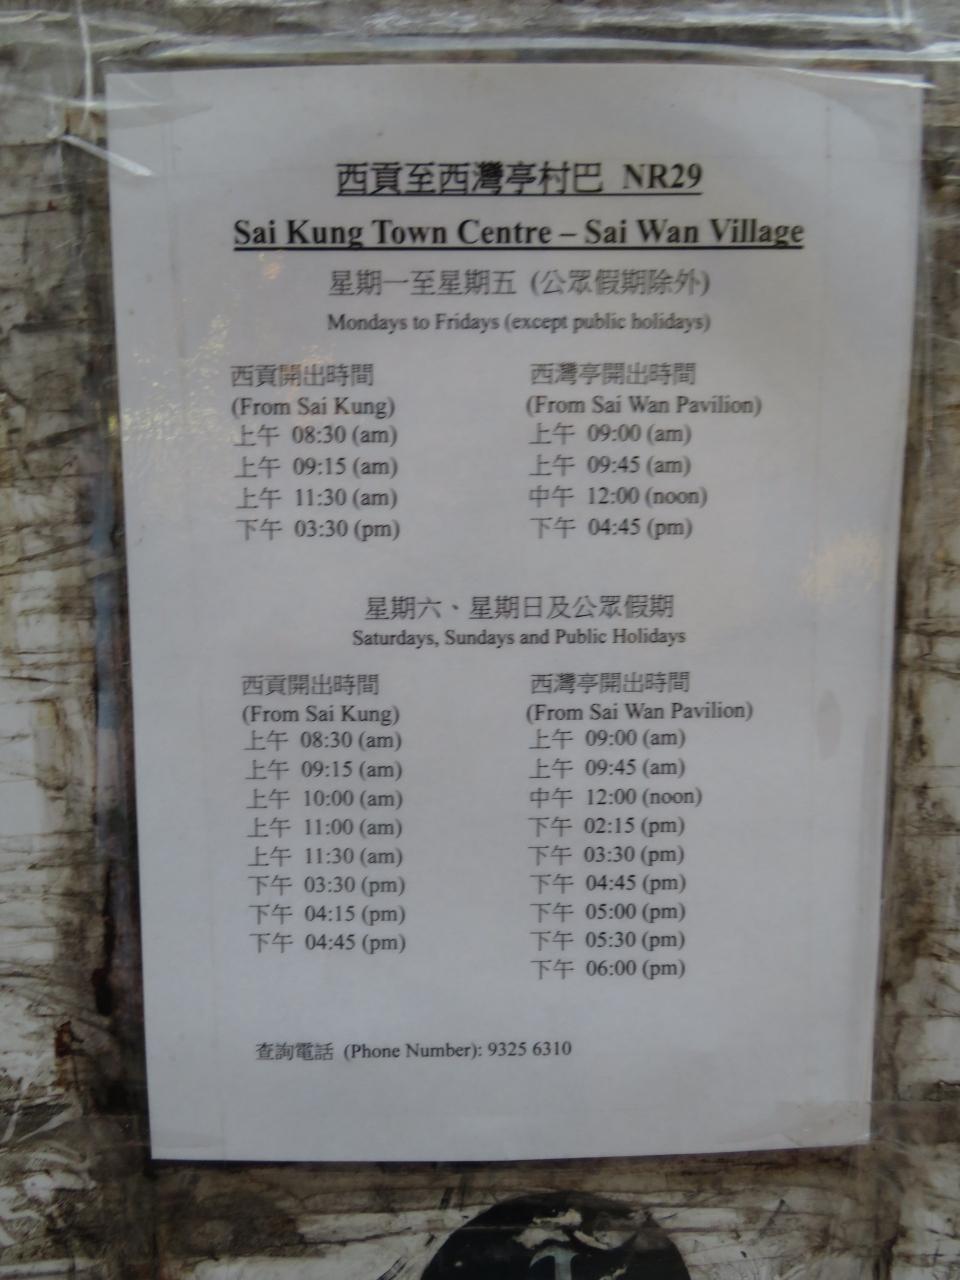 西貢至西灣亭村巴 NR29
Sai Kung Town Centre – Sai Wan Village
星期一至星期五 (公眾假期除外)
Mondays to Fridays (except public holidays)
西貢開出時間
(From Sai Kung)
上午 08:30 (am)
上午 09:15 (am)
上午 11:30 (am)
下午 03:30 (pm)
西灣亭開出時間
(From Sai Wan Pavilion)
上午 09:00 (am)
上午 09:45 (am)
中午 12:00 (noon)
下午 04:45 (pm)
星期六、星期日及公眾假期
Saturdays, Sundays and Public Holidays
西貢開出時間
(From Sai Kung)
上午 08:30 (am)
上午 09:15 (am)
上午 10:00 (am)
上午 11:00 (am)
上午 11:30 (am)
下午 03:30 (pm)
下午 04:15 (pm)
下午 04:45 (pm)
西灣亭開出時間
(From Sai Wan Pavilion)
上午 09:00 (am)
上午 09:45 (am)
中午 12:00 (noon)
下午 02:15 (pm)
下午 03:30 (pm)
下午 04:45 (pm)
下午 05:00 (pm)
下午 05:30 (pm)
下午 06:00 (pm)
查詢電話 (Phone Number): 9325 6310